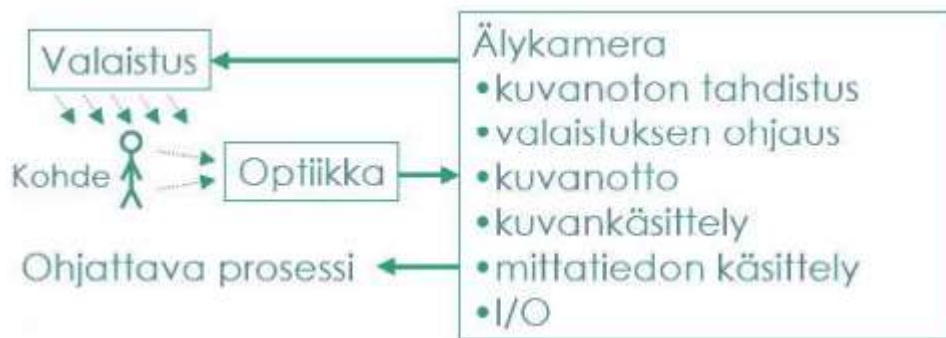 Valaistus
Kohde
Optiikka
Ohjattava prosessi
Älykamera
•kuvanoton tahdistus
•valaistuksen ohjaus
•kuvanotto
•kuvankäsittely
•mittatiedon käsittely
•I/O